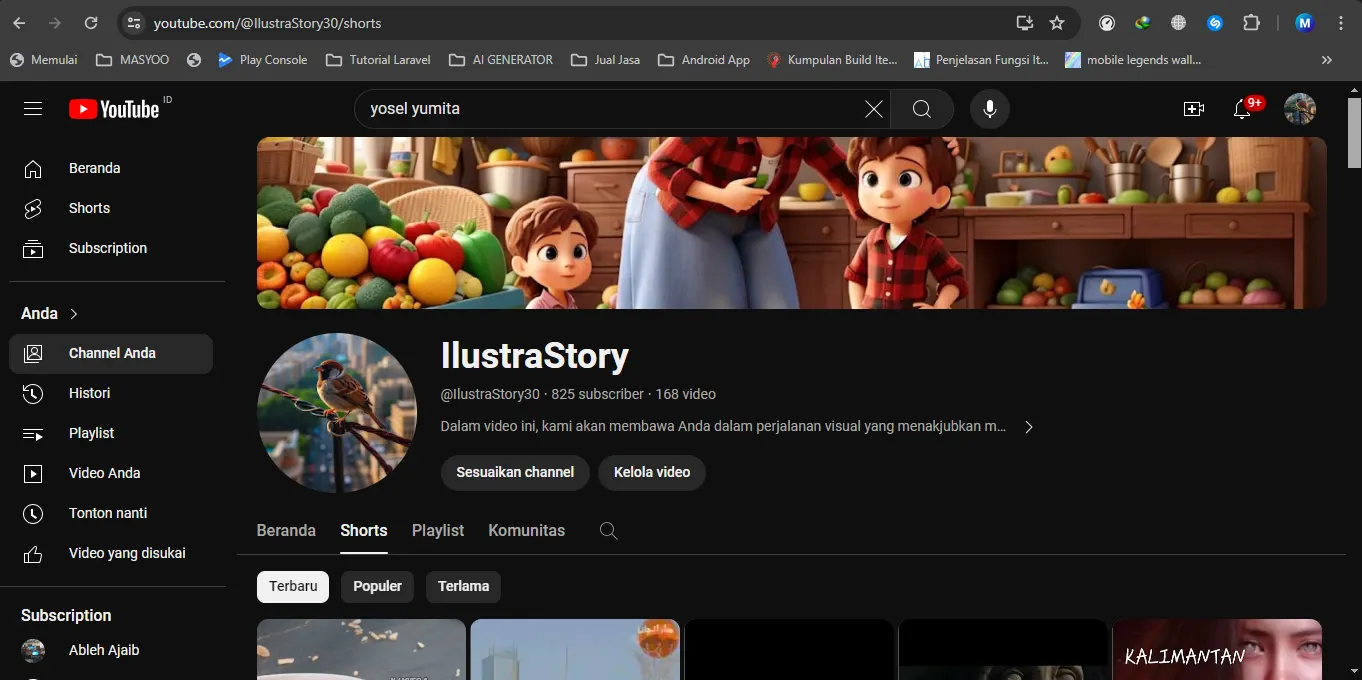 youtube.com/@IlustraStory30/shorts
M
Memulai
MASYOO
Play Console
Tutorial Laravel
AI GENERATOR
Jual Jasa
Android App
Kumpulan Build Ite...
Penjelasan Fungsi It...
mobile legends wall...
YouTube ID
yosel yumita
9+
Beranda
Shorts
Subscription
Anda
Channel Anda
Histori
Playlist
Video Anda
Tonton nanti
Video yang disukai
Subscription
Ableh Ajaib
IlustraStory
@IlustraStory30 · 825 subscriber · 168 video
Dalam video ini, kami akan membawa Anda dalam perjalanan visual yang menakjubkan m...
Sesuaikan channel
Kelola video
Beranda
Shorts
Playlist
Komunitas
Terbaru
Populer
Terlama
KALIMANTAN